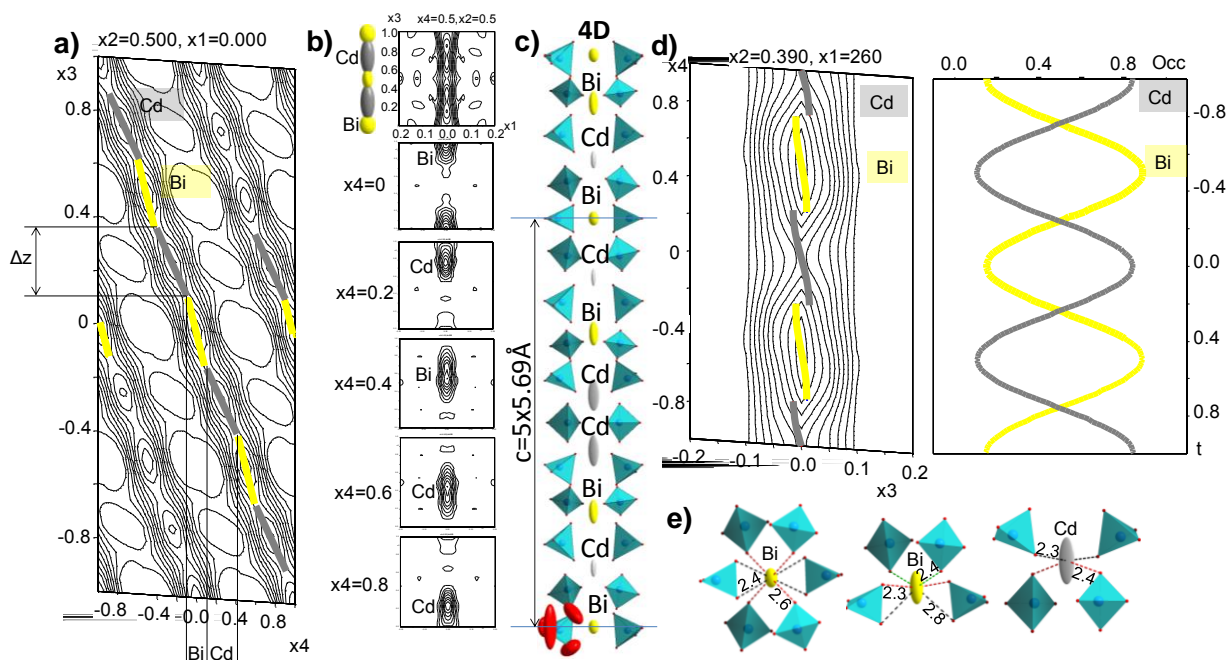 a)
x2=0.500, x1=0.000
x3
0.8
0.4
0
-0.4
-0.8
Δz
Cd
Bi
-0.8 -0.4 -0.0 0.4 0.8
x4
Bi Cd
b)
x3 x4=0.5,x2=0.5
1.0
0.8
0.6
0.4
0.2
Cd
Bi
0.2 0.1 0.0 0.1 0.2 x1
x4=0
Bi
x4=0.2
Cd
x4=0.4
Bi
x4=0.6
Cd
x4=0.8
Cd
c)
4D
Bi
Cd
Bi
Cd
Bi
Cd
Cd
Bi
Cd
Bi
c=5x5.69Å
d)
x4 x2=0.390, x1=260
0.8
0.4
0
-0.4
-0.8
-0.2 -0.1 0.0 0.1 0.2
x3
Cd
Bi
0.0 0.4 0.8 Occ
Cd
Bi
-0.8
-0.4
0.0
0.4
0.8
t
e)
Bi
2.4
2.6
Bi
2.4
2.3
2.8
Cd
2.3
2.4